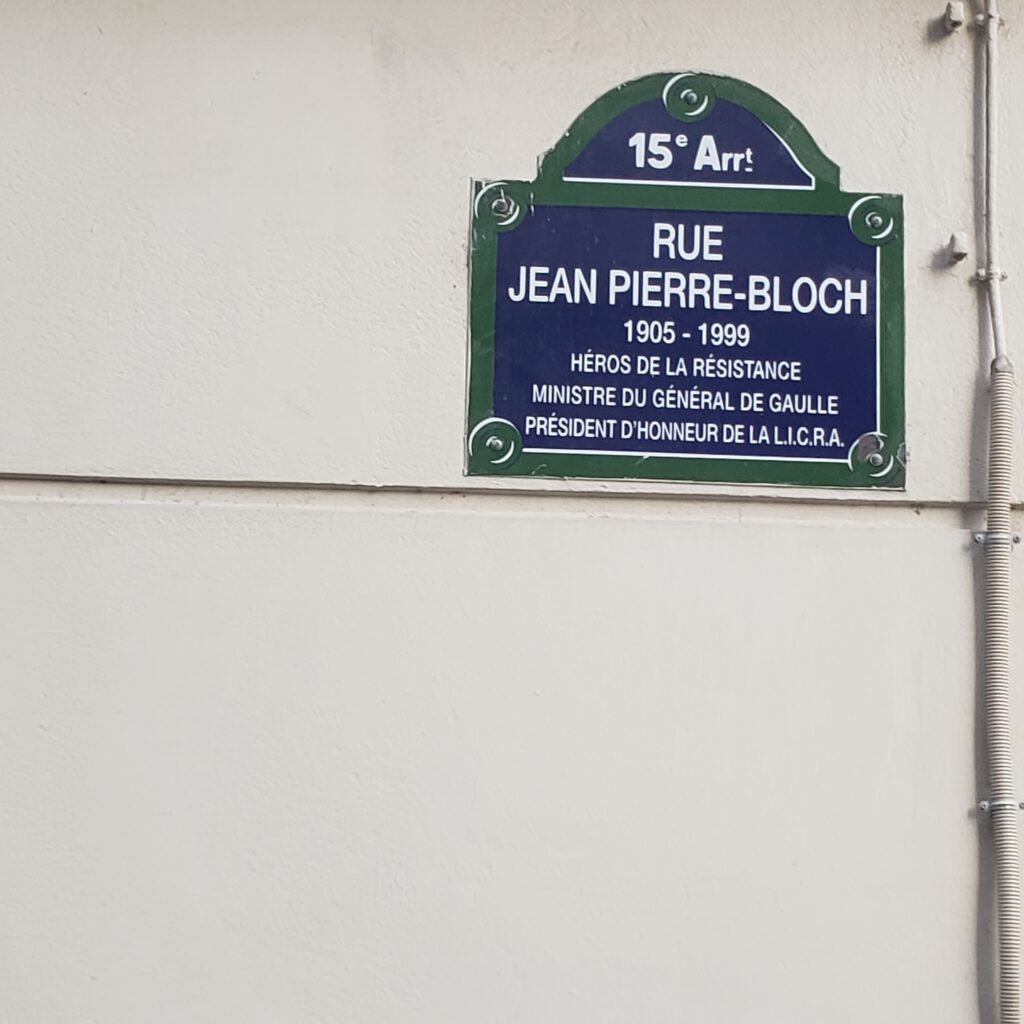 15e Arrt
RUE
JEAN PIERRE-BLOCH
1905 - 1999
HÉROS DE LA RÉSISTANCE
MINISTRE DU GÉNÉRAL DE GAULLE
PRÉSIDENT D'HONNEUR DE LA L.I.C.R.A.